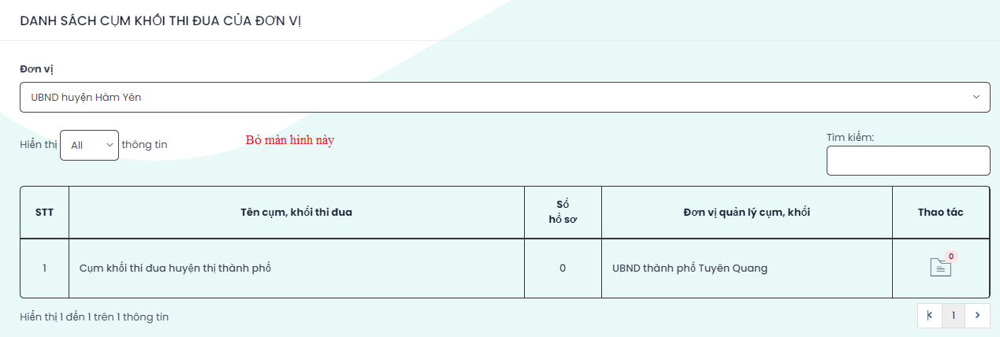 DANH SÁCH CỤM KHỐI THI ĐUA CỦA ĐƠN VỊ
Đơn vị
UBND huyện Hàm Yên
Hiển thị All thông tin
Bỏ màn hình này
Tìm kiếm:
STT Tên cụm, khối thi đua Số hồ sơ Đơn vị quản lý cụm, khối Thao tác
1 Cụm khối thi đua huyện thị thành phố 0 UBND thành phố Tuyên Quang 0
Hiển thị 1 đến 1 trên 1 thông tin
1